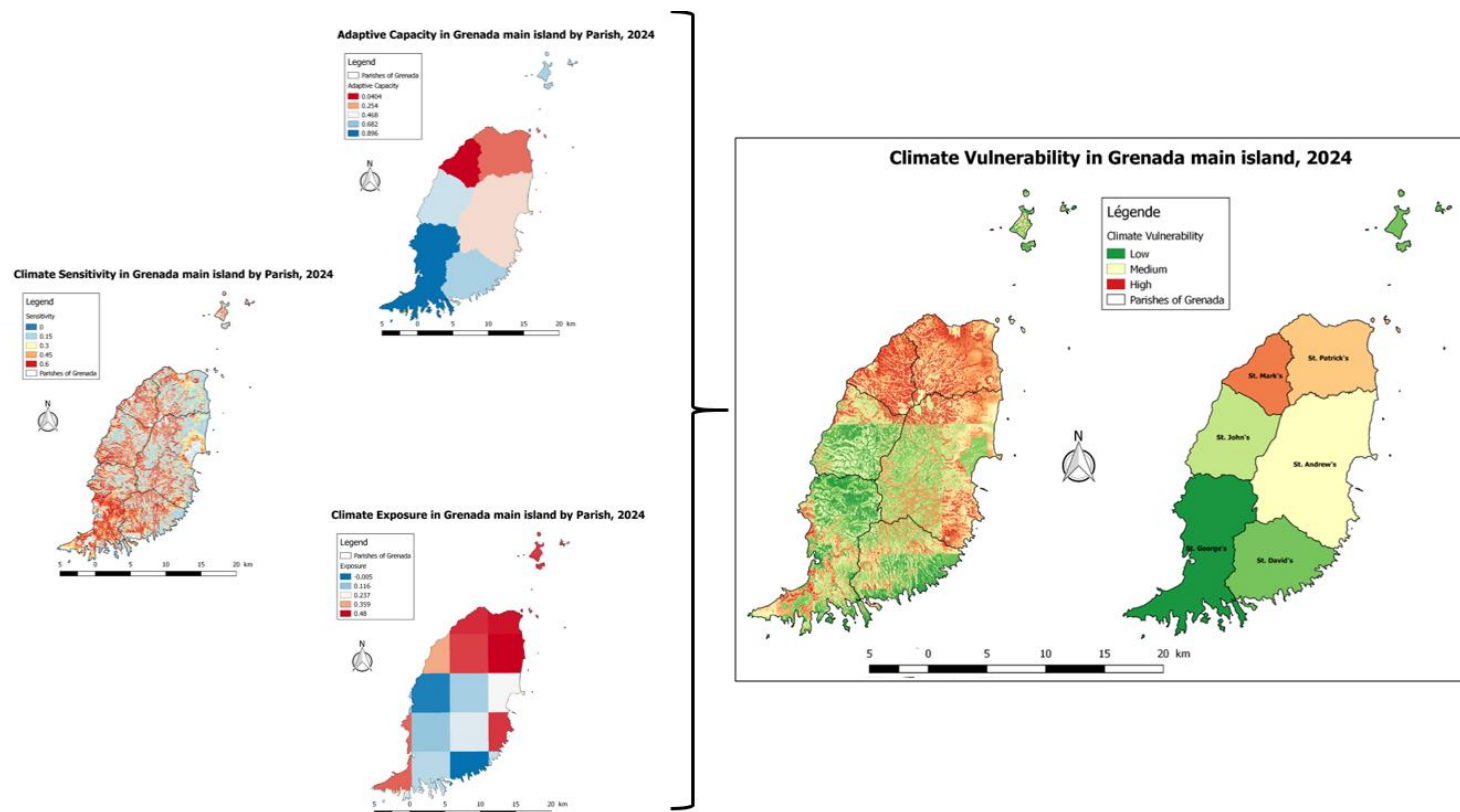 Adaptive Capacity in Grenada main island by Parish, 2024
Legend
Parishes of Grenada
Adaptive Capacity
0.0404
0.254
0.468
0.682
0.896
N
5 0 5 10 15 20 km
Climate Sensitivity in Grenada main island by Parish, 2024
Legend
Sensitivity
0
0.15
0.3
0.45
0.6
Parishes of Grenada
N
5 0 5 10 15 20 km
Climate Exposure in Grenada main island by Parish, 2024
Legend
Parishes of Grenada
Exposure
-0.005
0.116
0.237
0.359
0.48
N
5 0 5 10 15 20 km
Climate Vulnerability in Grenada main island, 2024
Légende
Climate Vulnerability
Low
Medium
High
Parishes of Grenada
St. Patrick's
St. Mark's
St. John's
St. Andrew's
N
St. George's
St. David's
5 0 5 10 15 20 km